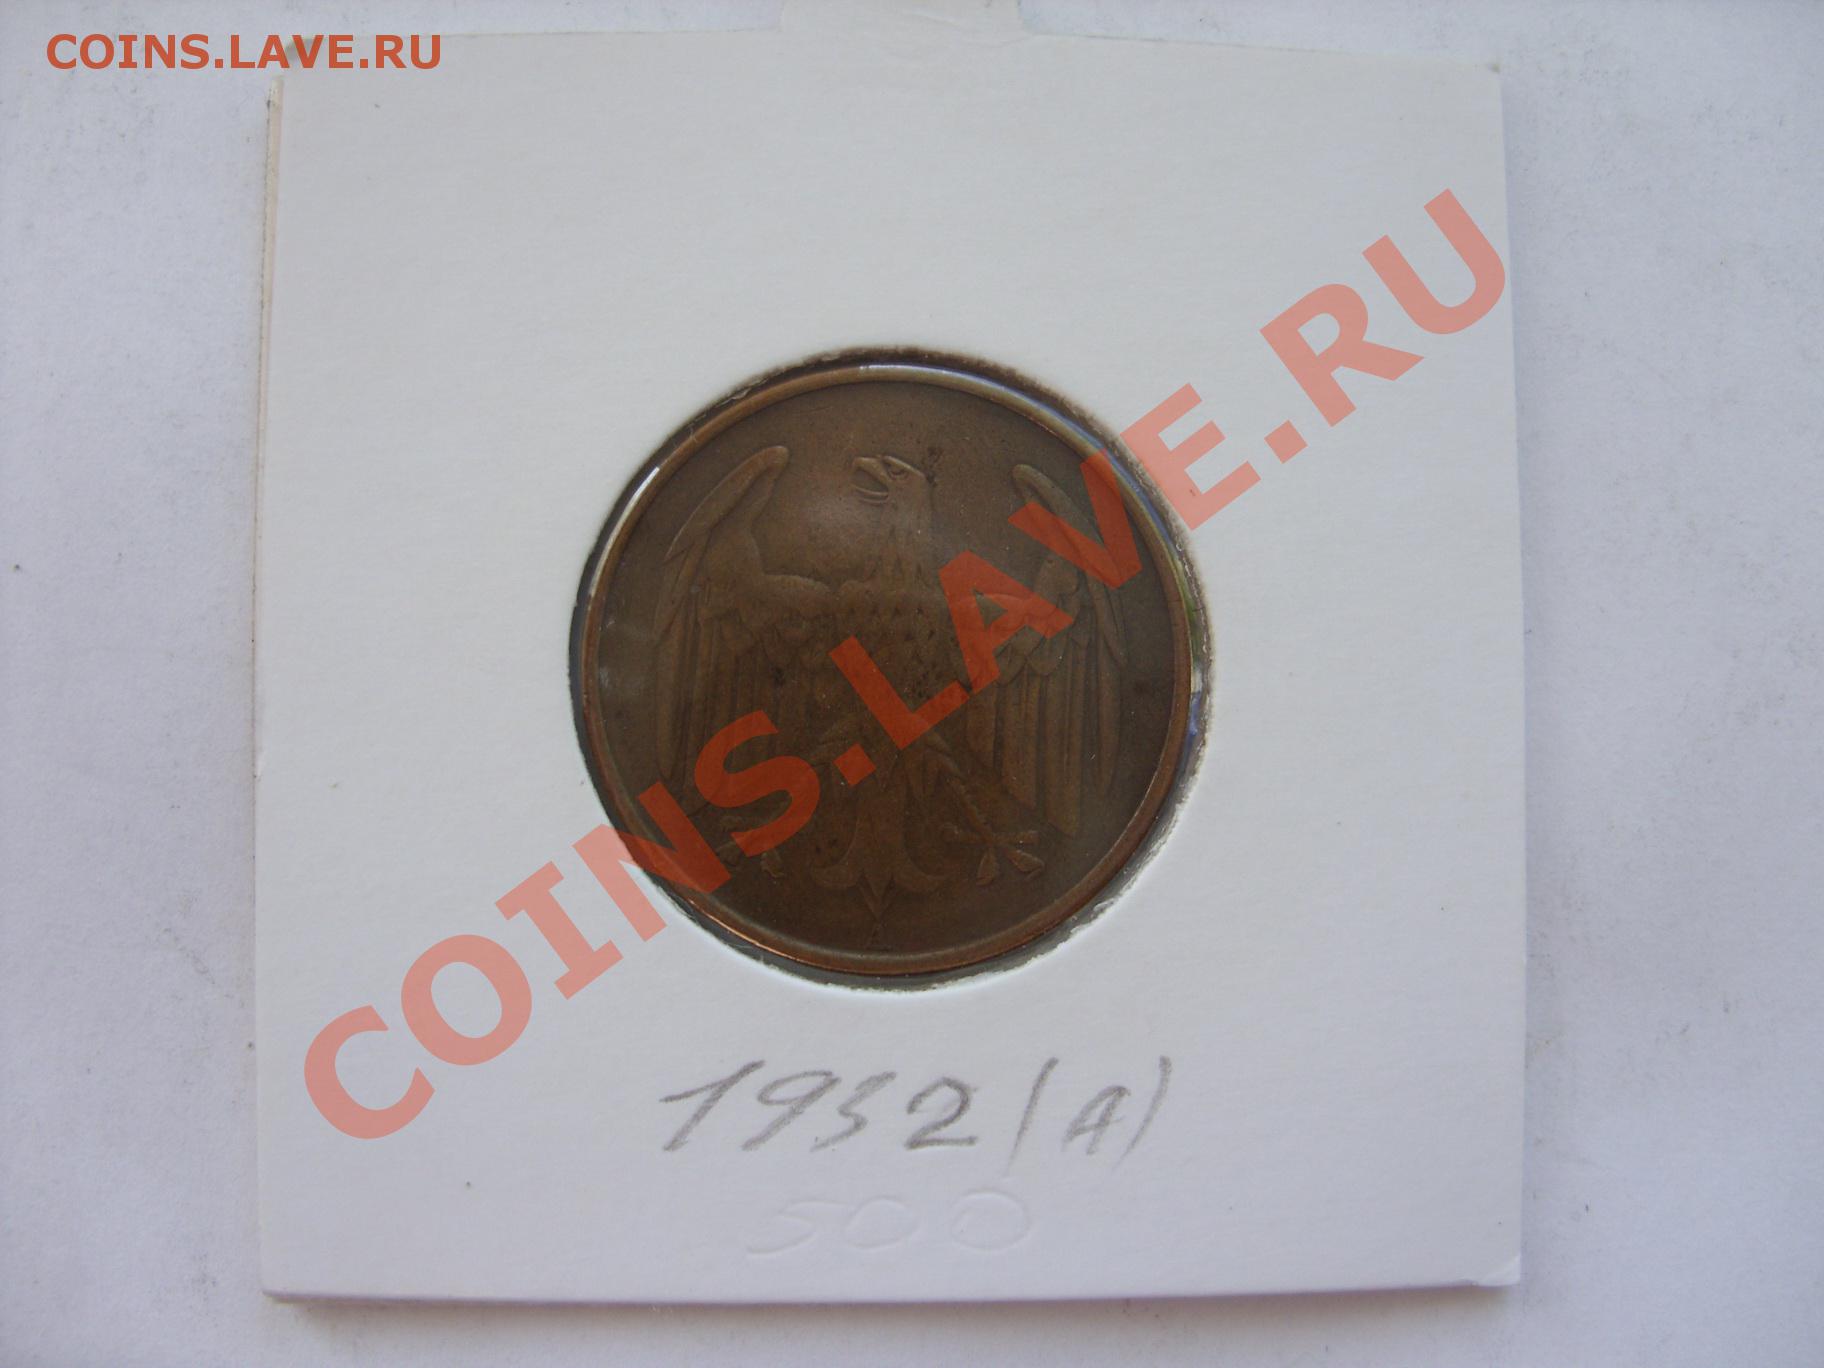 COINS.LAVE.RU
COINS.LAVE.RU
A
1932 (A)
500